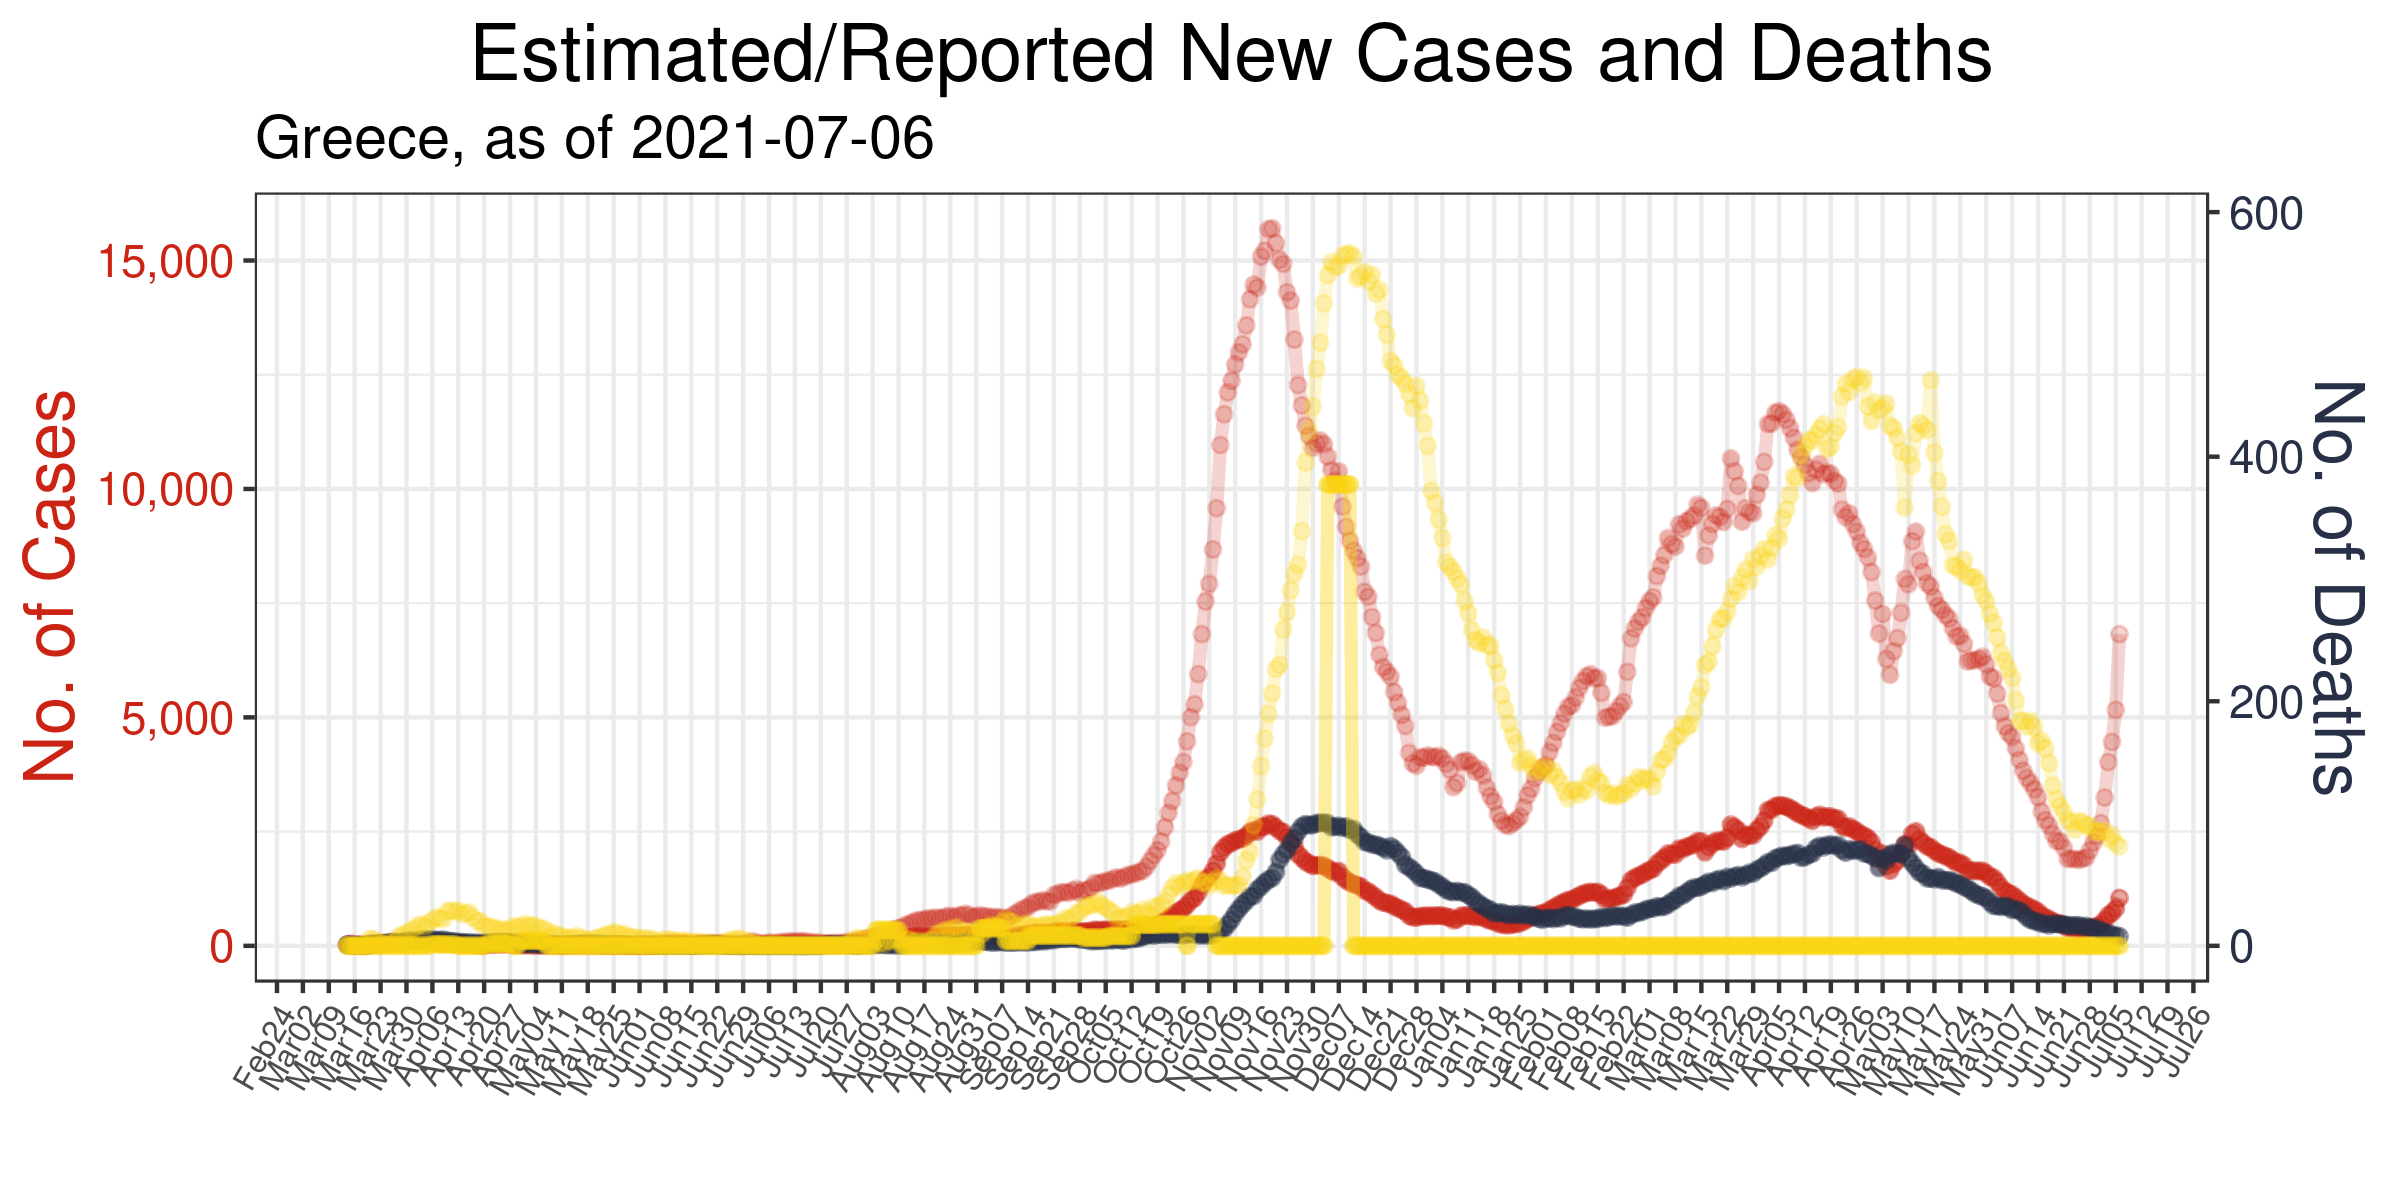 Estimated/Reported New Cases and Deaths
Greece, as of 2021-07-06
No. of Cases
15,000
10,000
5,000
0
600
400
200
0
No. of Deaths
Feb24
Mar02
Mar09
Mar16
Mar23
Mar30
Apr06
Apr13
Apr20
Apr27
May04
May11
May18
May25
Jun01
Jun08
Jun15
Jun22
Jun29
Jul06
Jul13
Jul20
Jul27
Aug03
Aug10
Aug17
Aug24
Aug31
Sep07
Sep14
Sep21
Sep28
Oct05
Oct12
Oct19
Oct26
Nov02
Nov09
Nov16
Nov23
Nov30
Dec07
Dec14
Dec21
Dec28
Jan04
Jan11
Jan18
Jan25
Feb01
Feb08
Feb15
Feb22
Mar01
Mar08
Mar15
Mar22
Mar29
Apr05
Apr12
Apr19
Apr26
May03
May10
May17
May24
May31
Jun07
Jun14
Jun21
Jun28
Jul05
Jul12
Jul19
Jul26